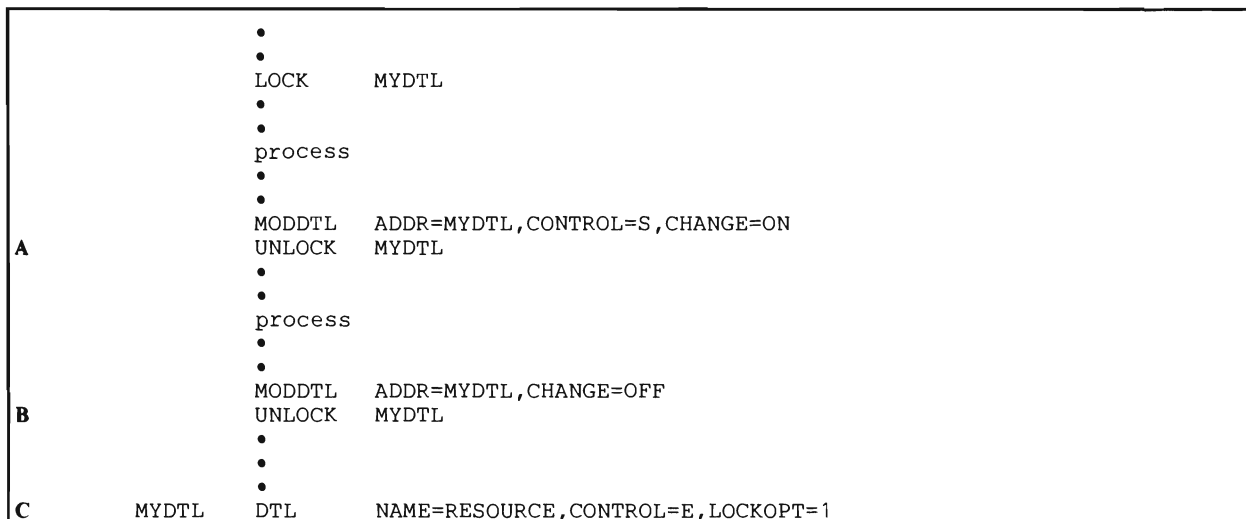 •
•
LOCK MYDTL
•
•
process
•
•
MODDTL ADDR=MYDTL,CONTROL=S,CHANGE=ON
A UNLOCK MYDTL
•
•
process
•
•
MODDTL ADDR=MYDTL,CHANGE=OFF
B UNLOCK MYDTL
•
•
•
C MYDTL DTL NAME=RESOURCE,CONTROL=E,LOCKOPT=1